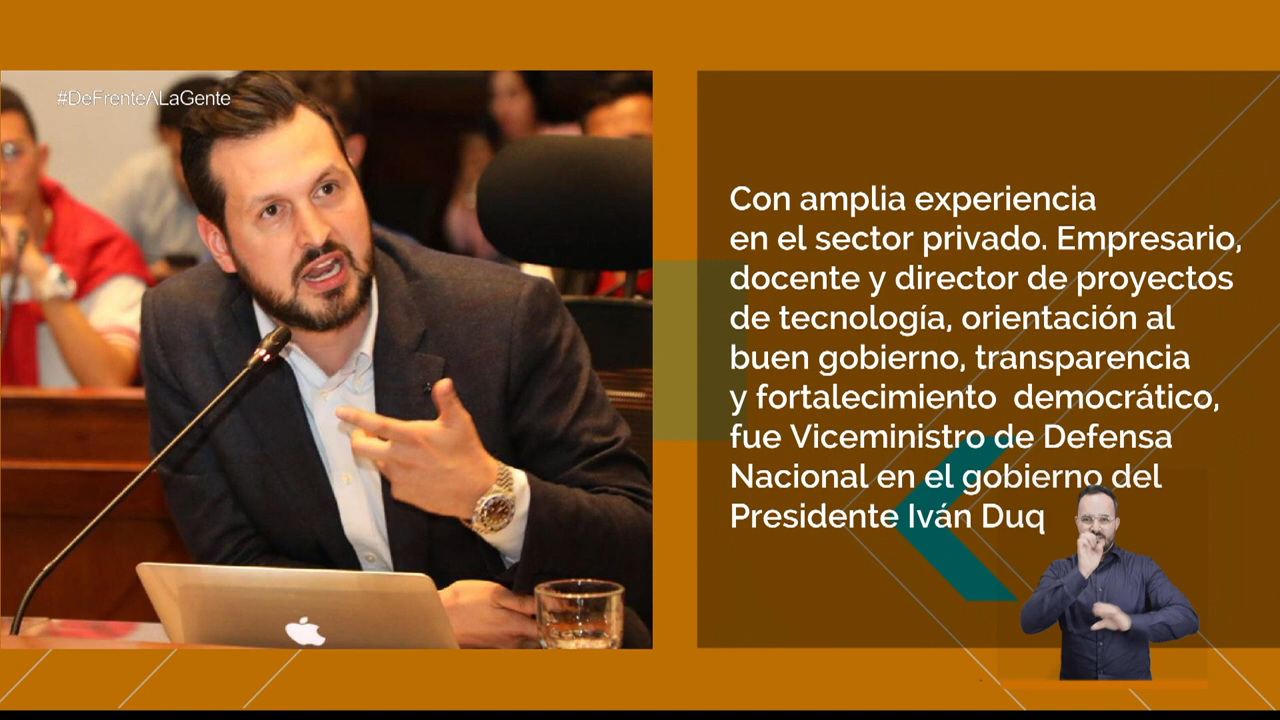 #DeFrenteΛLaGente
Con amplia experiencia
en el sector privado. Empresario,
docente y director de proyectos
de tecnología, orientación al
buen gobierno, transparencia
y fortalecimiento democrático,
fue Viceministro de Defensa
Nacional en el gobierno del
Presidente Iván Duq